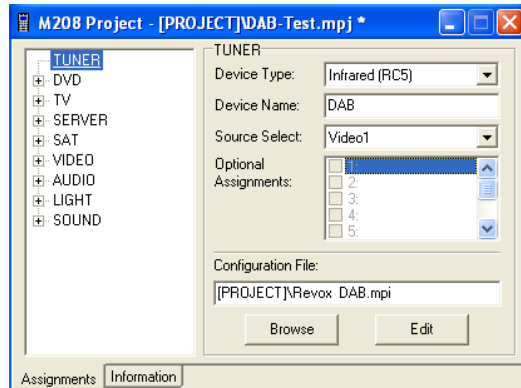 M208 Project - [PROJECT]\DAB-Test.mpj *
TUNER
DVD
TV
SERVER
SAT
VIDEO
AUDIO
LIGHT
SOUND
TUNER
Device Type: Infrared (RC5)
Device Name: DAB
Source Select: Video1
Optional Assignments:
1:
2:
3:
4:
5:
Configuration File:
[PROJECT]\Revox DAB.mpi
Browse Edit
Assignments Information